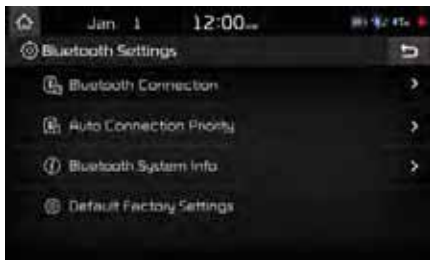 Jan 1 12:00
Bluetooth Settings
Bluetooth Connection
Auto Connection Priority
Bluetooth System Info
Default Factory Settings